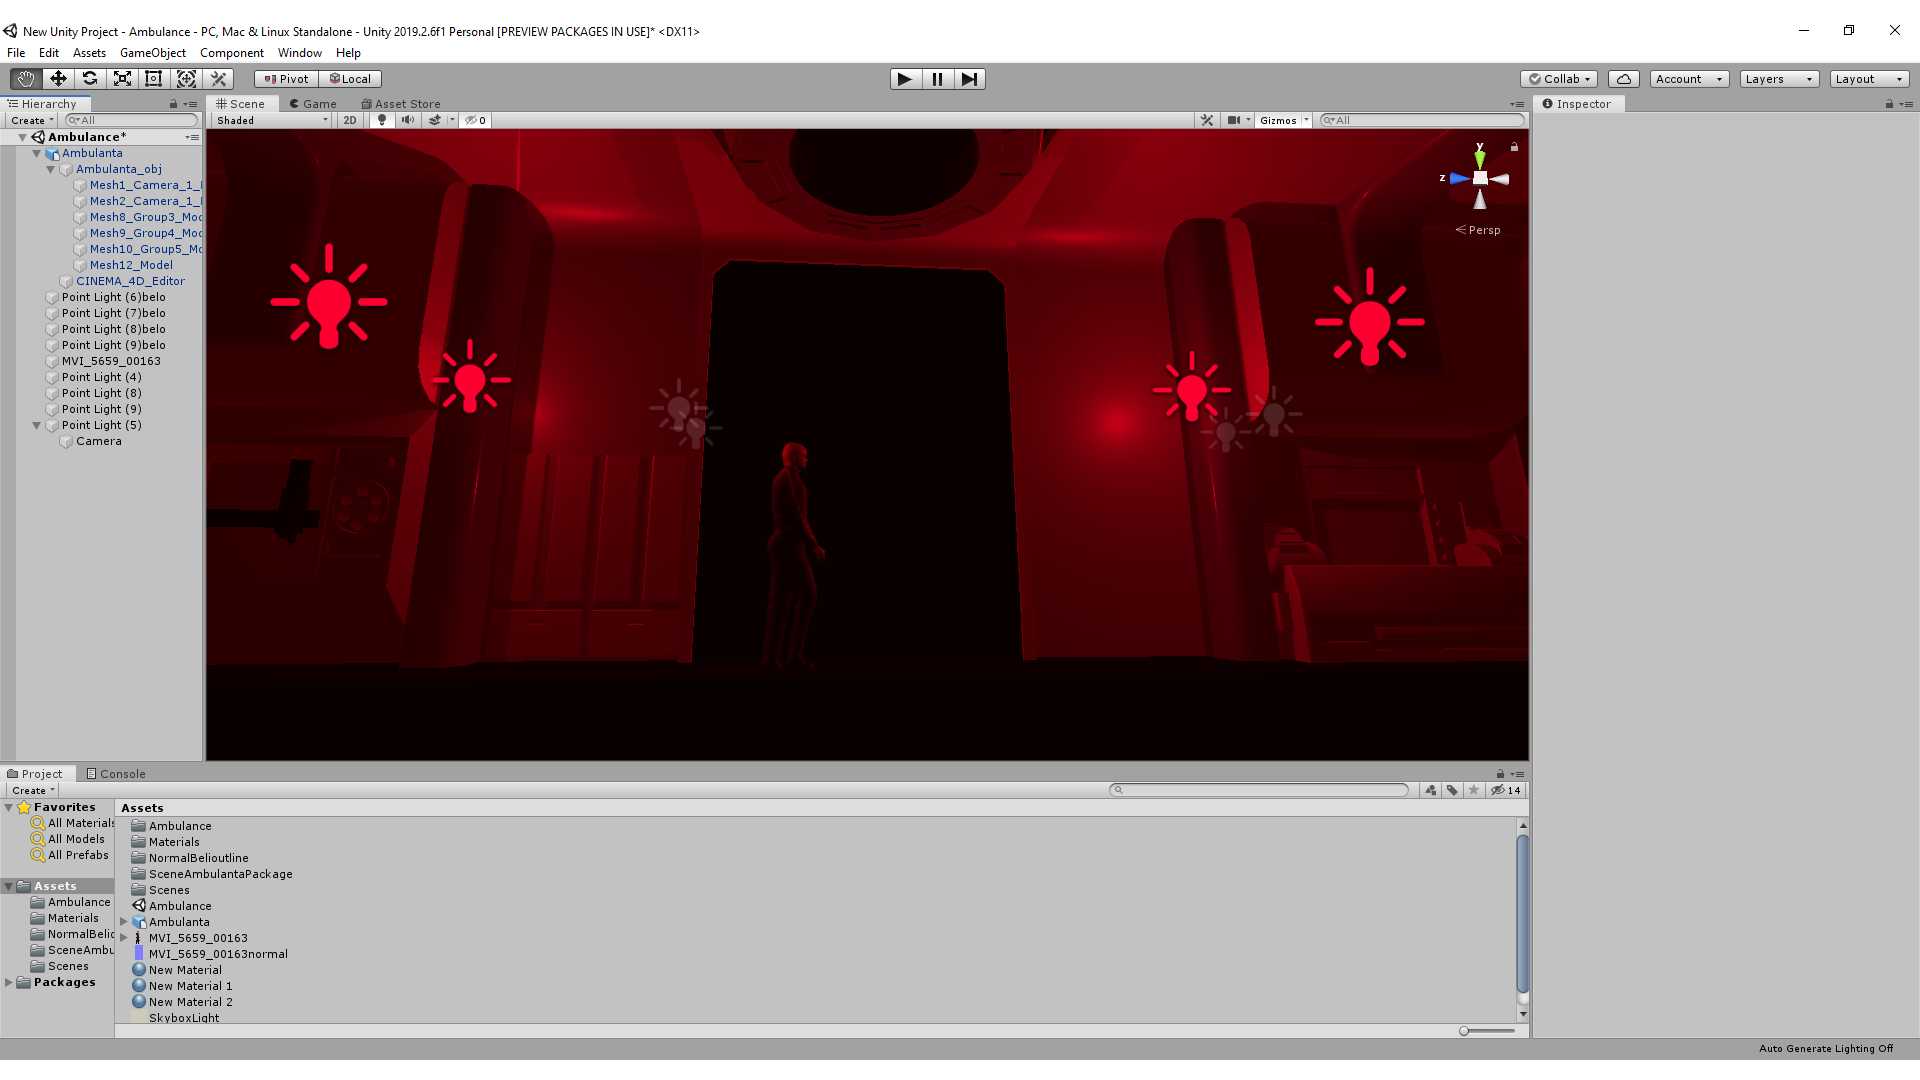 New Unity Project - Ambulance - PC, Mac & Linux Standalone - Unity 2019.2.6f1 Personal [PREVIEW PACKAGES IN USE]* <DX11>
File Edit Assets GameObject Component Window Help
Pivot Local Collab Account Layers Layout
Hierarchy Scene Game Asset Store Inspector
Create All Shaded 2D 0 Gizmos All
Ambulance*
Ambulanta
Ambulanta_obj
Mesh1_Camera_1_
Mesh2_Camera_1_
Mesh8_Group3_Mo
Mesh9_Group4_Mo
Mesh10_Group5_M
Mesh12_Model
CINEMA_4D_Editor
Point Light (6)belo
Point Light (7)belo
Point Light (8)belo
Point Light (9)belo
MVI_5659_00163
Point Light (4)
Point Light (8)
Point Light (9)
Point Light (5)
Camera
y
z
Persp
Project Console
Create 14
Favorites
All Materials
All Models
All Prefabs
Assets
Ambulance
Materials
NormalBelio
SceneAmbu
Scenes
Packages
Assets
Ambulance
Materials
NormalBelioutline
SceneAmbulantaPackage
Scenes
Ambulance
Ambulanta
MVI_5659_00163
MVI_5659_00163normal
New Material
New Material 1
New Material 2
SkyboxLight
Auto Generate Lighting Off